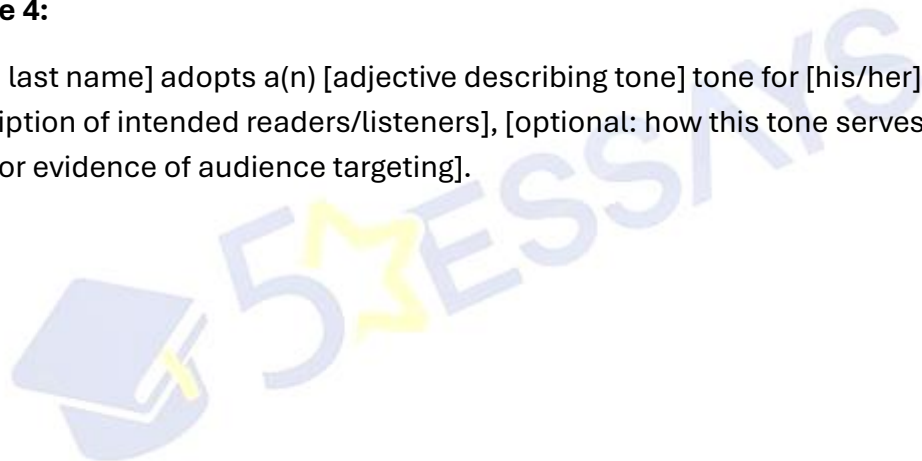 e 4:
last name] adopts a(n) [adjective describing tone] tone for [his/her]
iption of intended readers/listeners], [optional: how this tone serves
or evidence of audience targeting].
5 ESSAYS